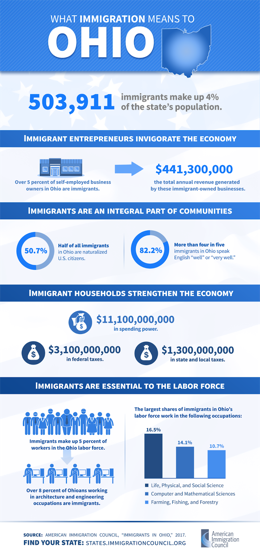 WHAT IMMIGRATION MEANS TO
OHIO
503,911
immigrants make up 4%
of the state's population.
IMMIGRANT ENTREPRENEURS INVIGORATE THE ECONOMY
Over 5 percent of self-employed business
owners in Ohio are immigrants.
$441,300,000
the total annual revenue generated
by these immigrant-owned businesses.
IMMIGRANTS ARE AN INTEGRAL PART OF COMMUNITIES
50.7%
Half of all immigrants
in Ohio are naturalized
U.S. citizens.
82.2%
More than four in five
immigrants in Ohio speak
English "well" or "very well."
IMMIGRANT HOUSEHOLDS STRENGTHEN THE ECONOMY
$11,100,000,000
in spending power.
$3,100,000,000
in federal taxes.
$1,300,000,000
in state and local taxes.
IMMIGRANTS ARE ESSENTIAL TO THE LABOR FORCE
Immigrants make up 5 percent of
workers in the Ohio labor force.
Over 8 percent of Ohioans working
in architecture and engineering
occupations are immigrants.
The largest shares of immigrants in Ohio's
labor force work in the following occupations:
16.5%
14.1%
10.7%
Life, Physical, and Social Science
Computer and Mathematical Sciences
Farming, Fishing, and Forestry
SOURCE: AMERICAN IMMIGRATION COUNCIL, "IMMIGRANTS IN OHIO," 2017.
FIND YOUR STATE: STATES.IMMIGRATIONCOUNCIL.ORG
American
Immigration
Council